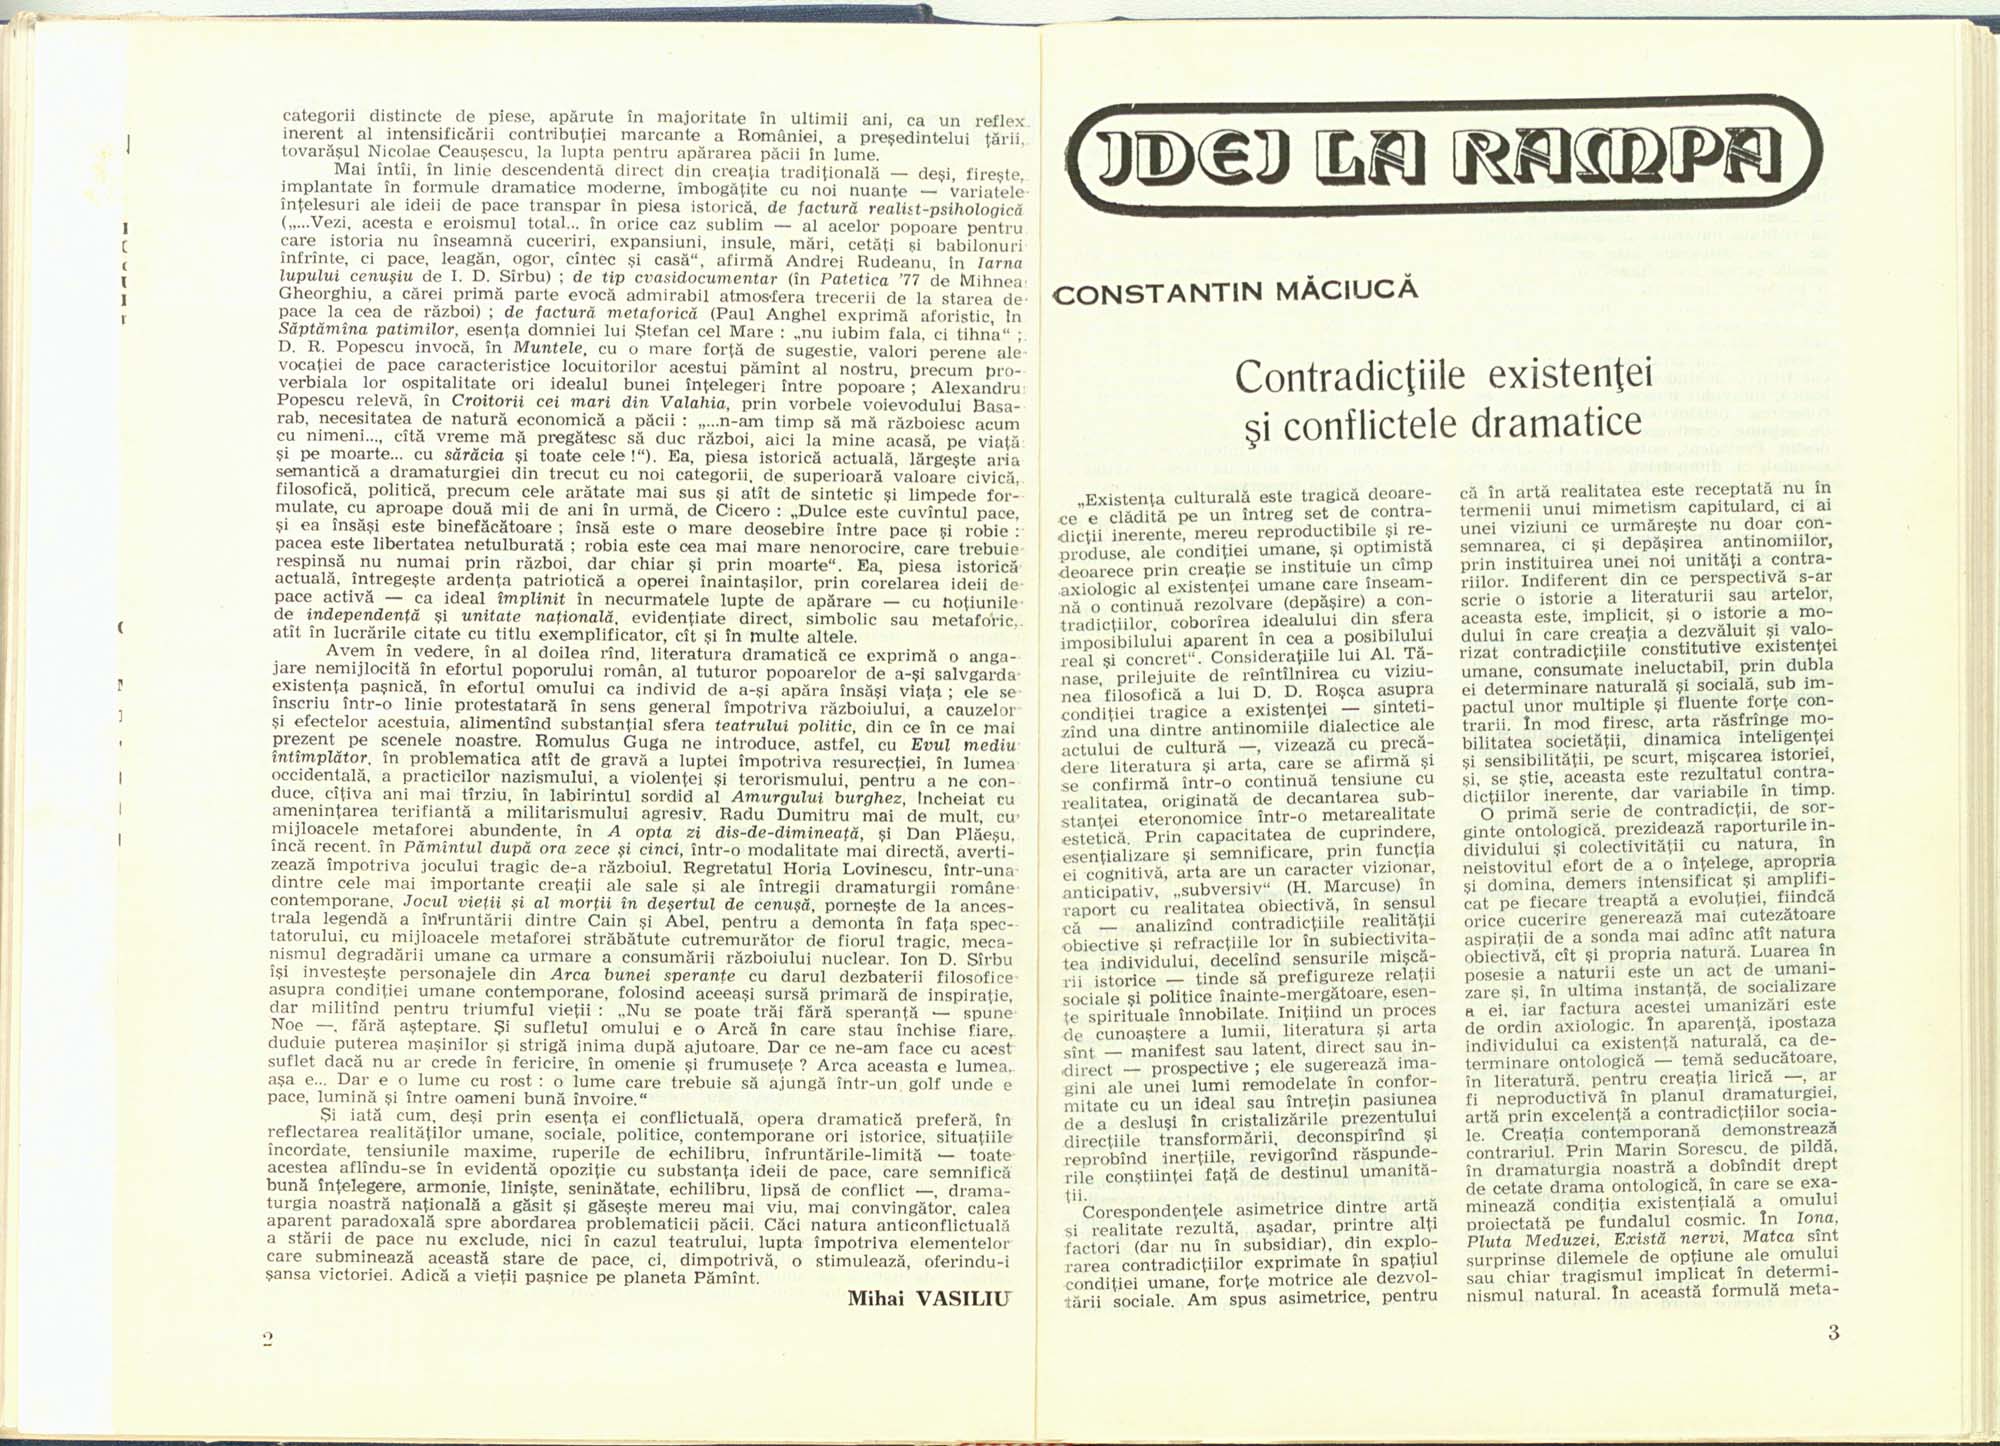 categorii distincte de piese, apărute în majoritate în ultimii ani, ca un reflex
inerent al intensificării contribuției marcante a României, a președintelui țării,
tovarășul Nicolae Ceaușescu, la lupta pentru apărarea păcii în lume.
Mai întîi, în linie descendentă direct din creația tradițională — deși, firește,
implantate în formule dramatice moderne, îmbogățite cu noi nuanțe — variatele
înțelesuri ale ideii de pace transpar în piesa istorică, de factură realist-psihologică
(„...Vezi, acesta e eroismul total... în orice caz sublim — al acelor popoare pentru
care istoria nu înseamnă cuceriri, expansiuni, insule, mări, cetăți și babilonuri
înfrînte, ci pace, leagăn, ogor, cîntec și casă“, afirmă Andrei Rudeanu, în Iarna
lupului cenușiu de I. D. Sîrbu) ; de tip cvasidocumentar (în Patetica '77 de Mihnea
Gheorghiu, a cărei primă parte evocă admirabil atmosfera trecerii de la starea de
pace la cea de război) ; de factură metaforică (Paul Anghel exprimă aforistic, în
Săptămîna patimilor, esența domniei lui Ștefan cel Mare : „nu iubim fala, ci tihna“ ;
D. R. Popescu invocă, în Muntele, cu o mare forță de sugestie, valori perene ale
vocației de pace caracteristice locuitorilor acestui pămînt al nostru, precum pro-
verbiala lor ospitalitate ori idealul bunei înțelegeri între popoare ; Alexandru
Popescu relevă, în Croitorii cei mari din Valahia, prin vorbele voievodului Basa-
rab, necesitatea de natură economică a păcii : „...n-am timp să mă războiesc acum
cu nimeni..., cîtă vreme mă pregătesc să duc război, aici la mine acasă, pe viață
și pe moarte... cu sărăcia și toate cele !“). Ea, piesa istorică actuală, lărgește aria
semantică a dramaturgiei din trecut cu noi categorii, de superioară valoare civică,
filosofică, politică, precum cele arătate mai sus și atît de sintetic și limpede for-
mulate, cu aproape două mii de ani în urmă, de Cicero : „Dulce este cuvîntul pace,
și ea însăși este binefăcătoare ; însă este o mare deosebire între pace și robie :
pacea este libertatea netulburată ; robia este cea mai mare nenorocire, care trebuie
respinsă nu numai prin război, dar chiar și prin moarte“. Ea, piesa istorică
actuală, întregește ardența patriotică a operei înaintașilor, prin corelarea ideii de
pace activă — ca ideal împlinit în necurmatele lupte de apărare — cu noțiunile
de independență și unitate națională, evidențiate direct, simbolic sau metaforic,
atît în lucrările citate cu titlu exemplificator, cît și în multe altele.
Avem în vedere, în al doilea rînd, literatura dramatică ce exprimă o anga-
jare nemijlocită în efortul poporului român, al tuturor popoarelor de a-și salvgarda
existența pașnică, în efortul omului ca individ de a-și apăra însăși viața ; ele se
înscriu într-o linie protestatară în sens general împotriva războiului, a cauzelor
și efectelor acestuia, alimentînd substanțial sfera teatrului politic, din ce în ce mai
prezent pe scenele noastre. Romulus Guga ne introduce, astfel, cu Evul mediu
întîmplător, în problematica atît de gravă a luptei împotriva resurecției, în lumea
occidentală, a practicilor nazismului, a violenței și terorismului, pentru a ne con-
duce, cîțiva ani mai tîrziu, în labirintul sordid al Amurgului burghez, încheiat cu
amenințarea terifiantă a militarismului agresiv. Radu Dumitru mai de mult, cu
mijloacele metaforei abundente, în A opta zi dis-de-dimineață, și Dan Plăeșu,
încă recent, în Pămîntul după ora zece și cinci, într-o modalitate mai directă, averti-
zează împotriva jocului tragic de-a războiul. Regretatul Horia Lovinescu, într-una
dintre cele mai importante creații ale sale și ale întregii dramaturgii române
contemporane, Jocul vieții și al morții în deșertul de cenușă, pornește de la ances-
trala legendă a înfruntării dintre Cain și Abel, pentru a demonta în fața spec-
tatorului, cu mijloacele metaforei străbătute cutremurător de fiorul tragic, meca-
nismul degradării umane ca urmare a consumării războiului nuclear. Ion D. Sîrbu
își investește personajele din Arca bunei speranțe cu darul dezbaterii filosofice
asupra condiției umane contemporane, folosind aceeași sursă primară de inspirație,
dar militînd pentru triumful vieții : „Nu se poate trăi fără speranță — spune
Noe —, fără așteptare. Și sufletul omului e o Arcă în care stau închise fiare,
duduie puterea mașinilor și strigă inima după ajutoare. Dar ce ne-am face cu acest
suflet dacă nu ar crede în fericire, în omenie și frumusețe ? Arca aceasta e lumea,
așa e... Dar e o lume cu rost : o lume care trebuie să ajungă într-un golf unde e
pace, lumină și între oameni bună învoire.“
Și iată cum, deși prin esența ei conflictuală, opera dramatică preferă, în
reflectarea realităților umane, sociale, politice, contemporane ori istorice, situațiile
încordate, tensiunile maxime, ruperile de echilibru, înfruntările-limită — toate
acestea aflîndu-se în evidentă opoziție cu substanța ideii de pace, care semnifică
bună înțelegere, armonie, liniște, seninătate, echilibru, lipsă de conflict —, drama-
turgia noastră națională a găsit și găsește mereu mai viu, mai convingător, calea
aparent paradoxală spre abordarea problematicii păcii. Căci natura anticonflictuală
a stării de pace nu exclude, nici în cazul teatrului, lupta împotriva elementelor
care subminează această stare de pace, ci, dimpotrivă, o stimulează, oferindu-i
șansa victoriei. Adică a vieții pașnice pe planeta Pămînt.
Mihai VASILIU
2
IDEI LA RAMPA
CONSTANTIN MĂCIUCĂ
Contradicțiile existenței
și conflictele dramatice
„Existența culturală este tragică deoare-
ce e clădită pe un întreg set de contra-
dicții inerente, mereu reproductibile și re-
produse, ale condiției umane, și optimistă
deoarece prin creație se instituie un cîmp
axiologic al existenței umane care înseam-
nă o continuă rezolvare (depășire) a con-
tradicțiilor, coborîrea idealului din sfera
imposibilului aparent în cea a posibilului
real și concret“. Considerațiile lui Al. Tă-
nase, prilejuite de reîntîlnirea cu viziu-
nea filosofică a lui D. D. Roșca asupra
condiției tragice a existenței — sinteti-
zînd una dintre antinomiile dialectice ale
actului de cultură —, vizează cu precă-
dere literatura și arta, care se afirmă și
se confirmă într-o continuă tensiune cu
realitatea, originată de decantarea sub-
stanței eteronomice într-o metarealitate
estetică. Prin capacitatea de cuprindere,
esențializare și semnificare, prin funcția
ei cognitivă, arta are un caracter vizionar,
anticipativ, „subversiv“ (H. Marcuse) în
raport cu realitatea obiectivă, în sensul
că — analizînd contradicțiile realității
obiective și refracțiile lor în subiectivita-
tea individului, decelînd sensurile mișcă-
rii istorice — tinde să prefigureze relații
sociale și politice înainte-mergătoare, esen-
țe spirituale înnobilate. Inițiind un proces
de cunoaștere a lumii, literatura și arta
sînt — manifest sau latent, direct sau in-
direct — prospective ; ele sugerează ima-
gini ale unei lumi remodelate în confor-
mitate cu un ideal sau întrețin pasiunea
de a desluși în cristalizările prezentului
direcțiile transformării, deconspirînd și
reprobînd inerțiile, revigorînd răspunde-
rile conștiinței față de destinul umanită-
ții.
Corespondențele asimetrice dintre artă
și realitate rezultă, așadar, printre alți
factori (dar nu în subsidiar), din explo-
rarea contradicțiilor exprimate în spațiul
condiției umane, forțe motrice ale dezvol-
tării sociale. Am spus asimetrice, pentru
că în artă realitatea este receptată nu în
termenii unui mimetism capitulard, ci ai
unei viziuni ce urmărește nu doar con-
semnarea, ci și depășirea antinomiilor,
prin instituirea unei noi unități a contra-
riilor. Indiferent din ce perspectivă s-ar
scrie o istorie a literaturii sau artelor,
aceasta este, implicit, și o istorie a mo-
dului în care creația a dezvăluit și valo-
rizat contradicțiile constitutive existenței
umane, consumate ineluctabil, prin dubla
ei determinare naturală și socială, sub im-
pactul unor multiple și fluente forțe con-
trarii. În mod firesc, arta răsfrînge mo-
bilitatea societății, dinamica inteligenței
și sensibilității, pe scurt, mișcarea istoriei,
și, se știe, aceasta este rezultatul contra-
dicțiilor inerente, dar variabile în timp.
O primă serie de contradicții, de sor-
ginte ontologică, prezidează raporturile in-
dividului și colectivității cu natura, în
neistovitul efort de a o înțelege, apropria
și domina, demers intensificat și amplifi-
cat pe fiecare treaptă a evoluției, fiindcă
orice cucerire generează mai cutezătoare
aspirații de a sonda mai adînc atît natura
obiectivă, cît și propria natură. Luarea în
posesie a naturii este un act de umani-
zare și, în ultima instanță, de socializare
a ei, iar factura acestei umanizări este
de ordin axiologic. În aparență, ipostaza
individului ca existență naturală, ca de-
terminare ontologică — temă seducătoare,
în literatură, pentru creația lirică —, ar
fi neproductivă în planul dramaturgiei,
artă prin excelență a contradicțiilor socia-
le. Creația contemporană demonstrează
contrariul. Prin Marin Sorescu, de pildă,
în dramaturgia noastră a dobîndit drept
de cetate drama ontologică, în care se exa-
minează condiția existențială a omului
proiectată pe fundalul cosmic. În Iona,
Pluta Meduzei, Există nervi, Matca sînt
surprinse dilemele de opțiune ale omului
sau chiar tragismul implicat în determi-
nismul natural. În această formulă meta-
3